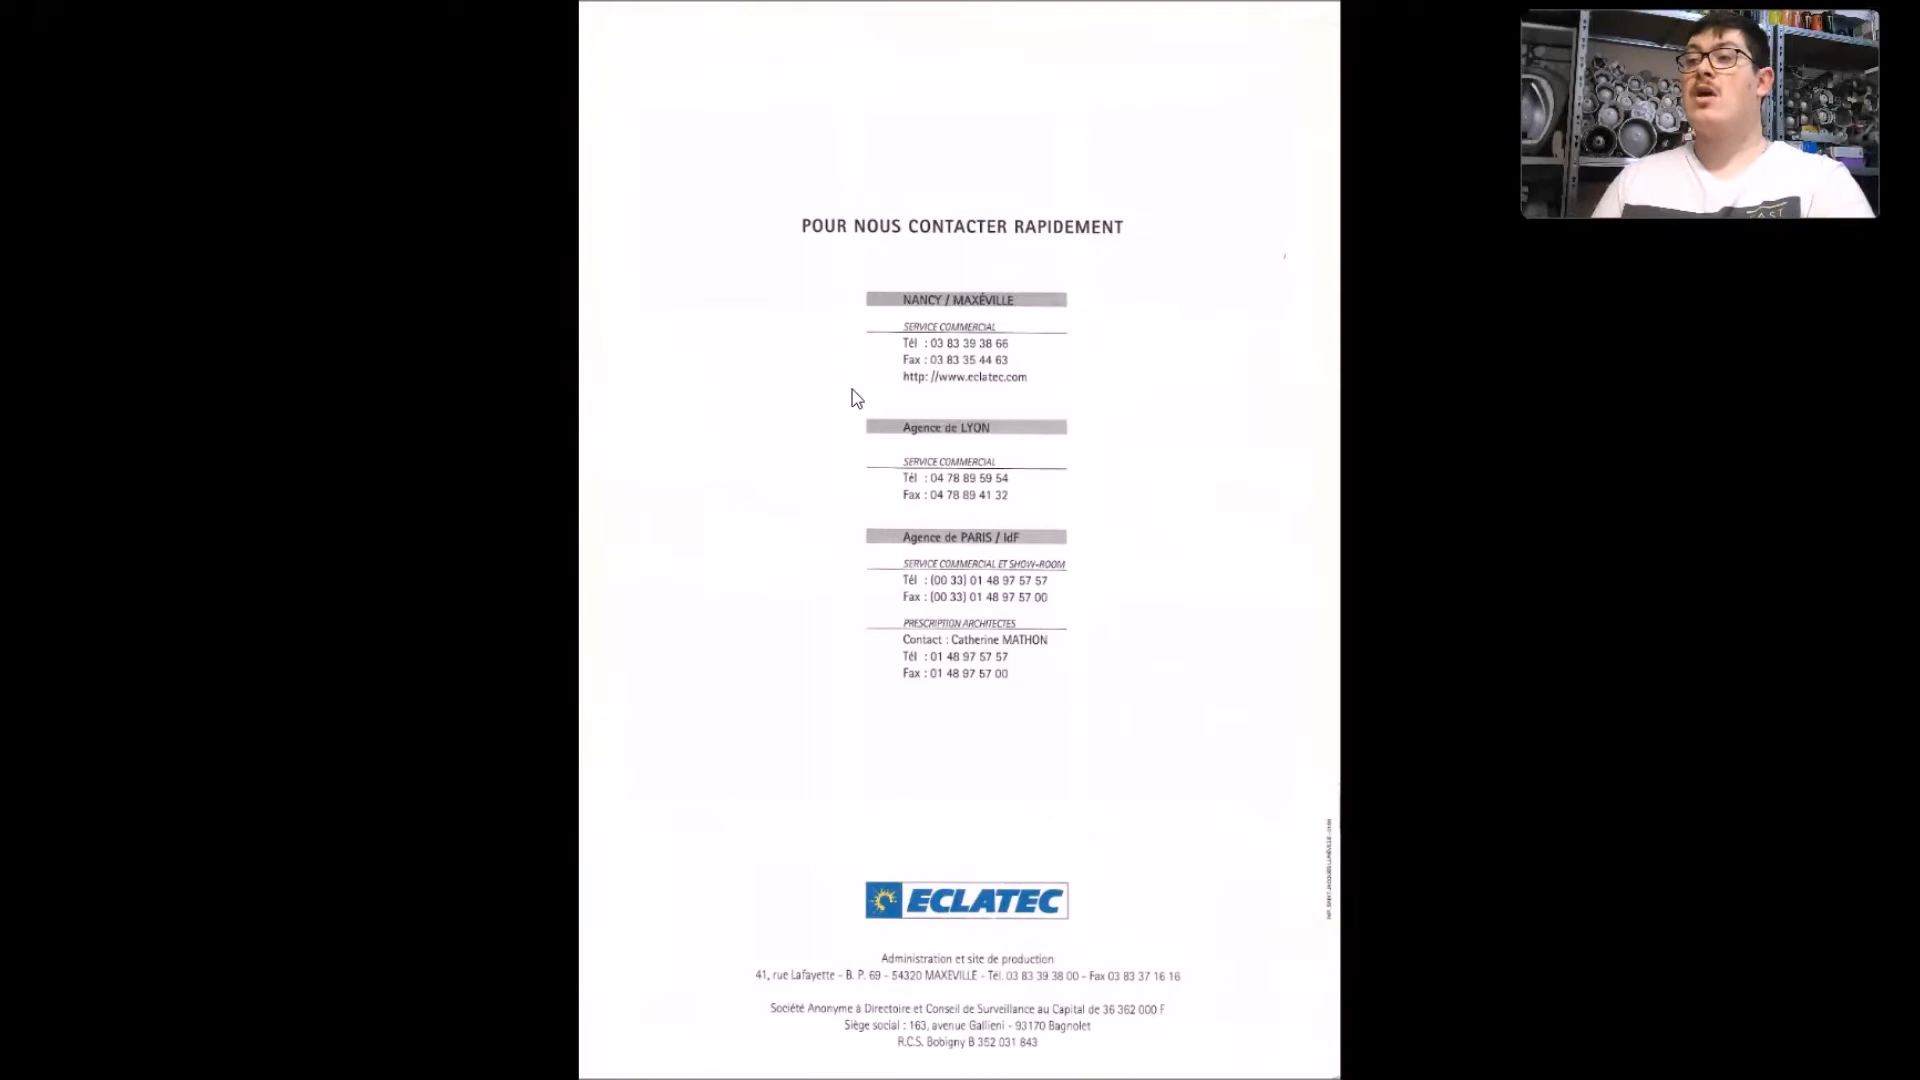 POUR NOUS CONTACTER RAPIDEMENT
NANCY / MAXÉVILLE
SERVICE COMMERCIAL
Tél : 03 83 39 38 66
Fax : 03 83 35 44 63
http: //www.eclatec.com
Agence de LYON
SERVICE COMMERCIAL
Tél : 04 78 89 59 54
Fax : 04 78 89 41 32
Agence de PARIS / IdF
SERVICE COMMERCIAL ET SHOW-ROOM
Tél : (00 33) 01 48 97 57 57
Fax : (00 33) 01 48 97 57 00
PRESCRIPTION ARCHITECTES
Contact : Catherine MATHON
Tél : 01 48 97 57 57
Fax : 01 48 97 57 00
ECLATEC
Administration et site de production
41, rue Lafayette - B. P. 69 - 54320 MAXEVILLE - Tél. 03 83 39 38 00 - Fax 03 83 37 16 16
Société Anonyme à Directoire et Conseil de Surveillance au Capital de 36 362 000 F
Siège social : 163, avenue Gallieni - 93170 Bagnolet
R.C.S. Bobigny B 352 031 843